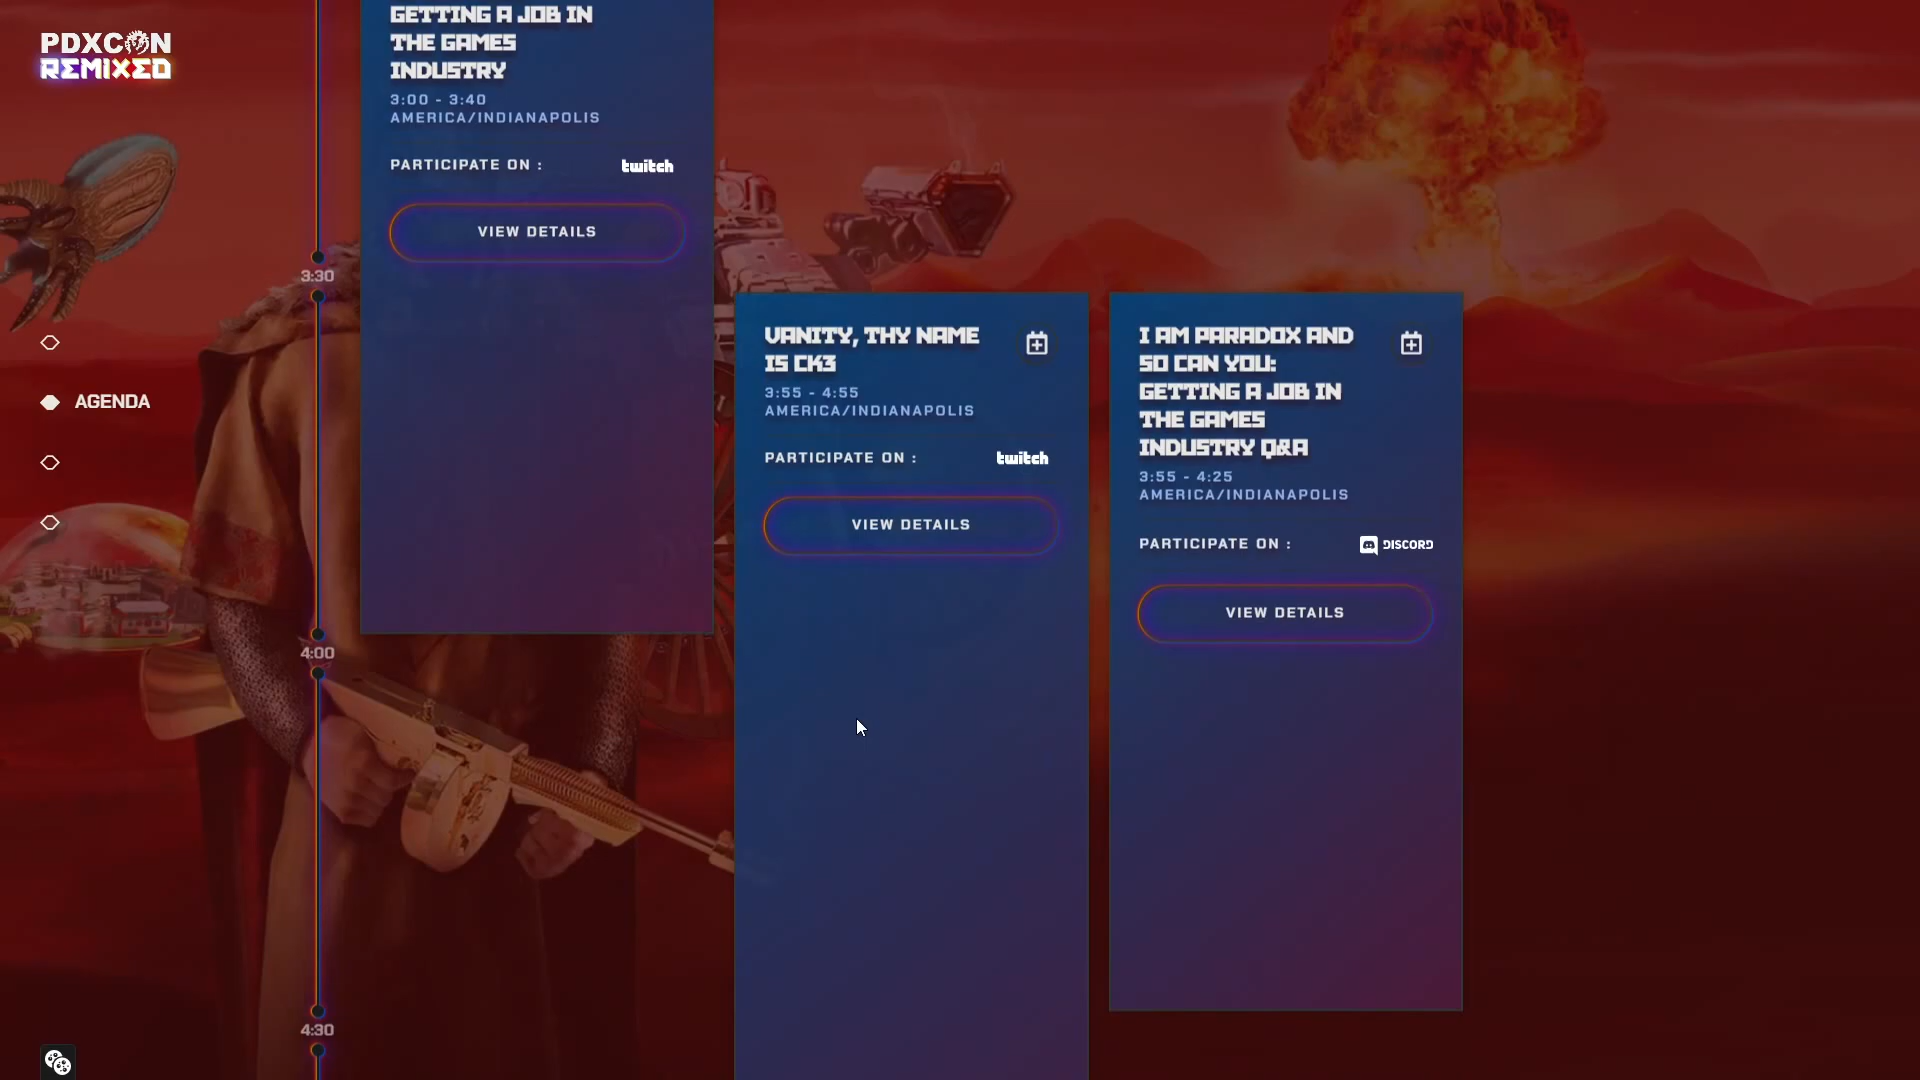 PDXCON
REMIXED
AGENDA
3:30
4:00
4:30
GETTING A JOB IN
THE GAMES
INDUSTRY
3:00 - 3:40
AMERICA/INDIANAPOLIS
PARTICIPATE ON :
twitch
VIEW DETAILS
VANITY, THY NAME
IS CK3
3:55 - 4:55
AMERICA/INDIANAPOLIS
PARTICIPATE ON :
twitch
VIEW DETAILS
I AM PARADOX AND
SO CAN YOU:
GETTING A JOB IN
THE GAMES
INDUSTRY Q&A
3:55 - 4:25
AMERICA/INDIANAPOLIS
PARTICIPATE ON :
DISCORD
VIEW DETAILS